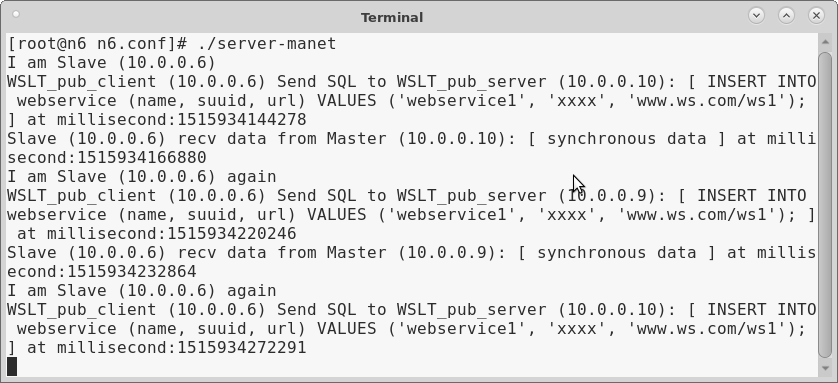 Terminal
[root@n6 n6.conf]# ./server-manet
I am Slave (10.0.0.6)
WSLT_pub_client (10.0.0.6) Send SQL to WSLT_pub_server (10.0.0.10): [ INSERT INTO
 webservice (name, suuid, url) VALUES ('webservice1', 'xxxx', 'www.ws.com/ws1');
] at millisecond:1515934144278
Slave (10.0.0.6) recv data from Master (10.0.0.10): [ synchronous data ] at milli
second:1515934166880
I am Slave (10.0.0.6) again
WSLT_pub_client (10.0.0.6) Send SQL to WSLT_pub_server (10.0.0.9): [ INSERT INTO
webservice (name, suuid, url) VALUES ('webservice1', 'xxxx', 'www.ws.com/ws1'); ]
 at millisecond:1515934220246
Slave (10.0.0.6) recv data from Master (10.0.0.9): [ synchronous data ] at millis
econd:1515934232864
I am Slave (10.0.0.6) again
WSLT_pub_client (10.0.0.6) Send SQL to WSLT_pub_server (10.0.0.10): [ INSERT INTO
 webservice (name, suuid, url) VALUES ('webservice1', 'xxxx', 'www.ws.com/ws1');
] at millisecond:1515934272291